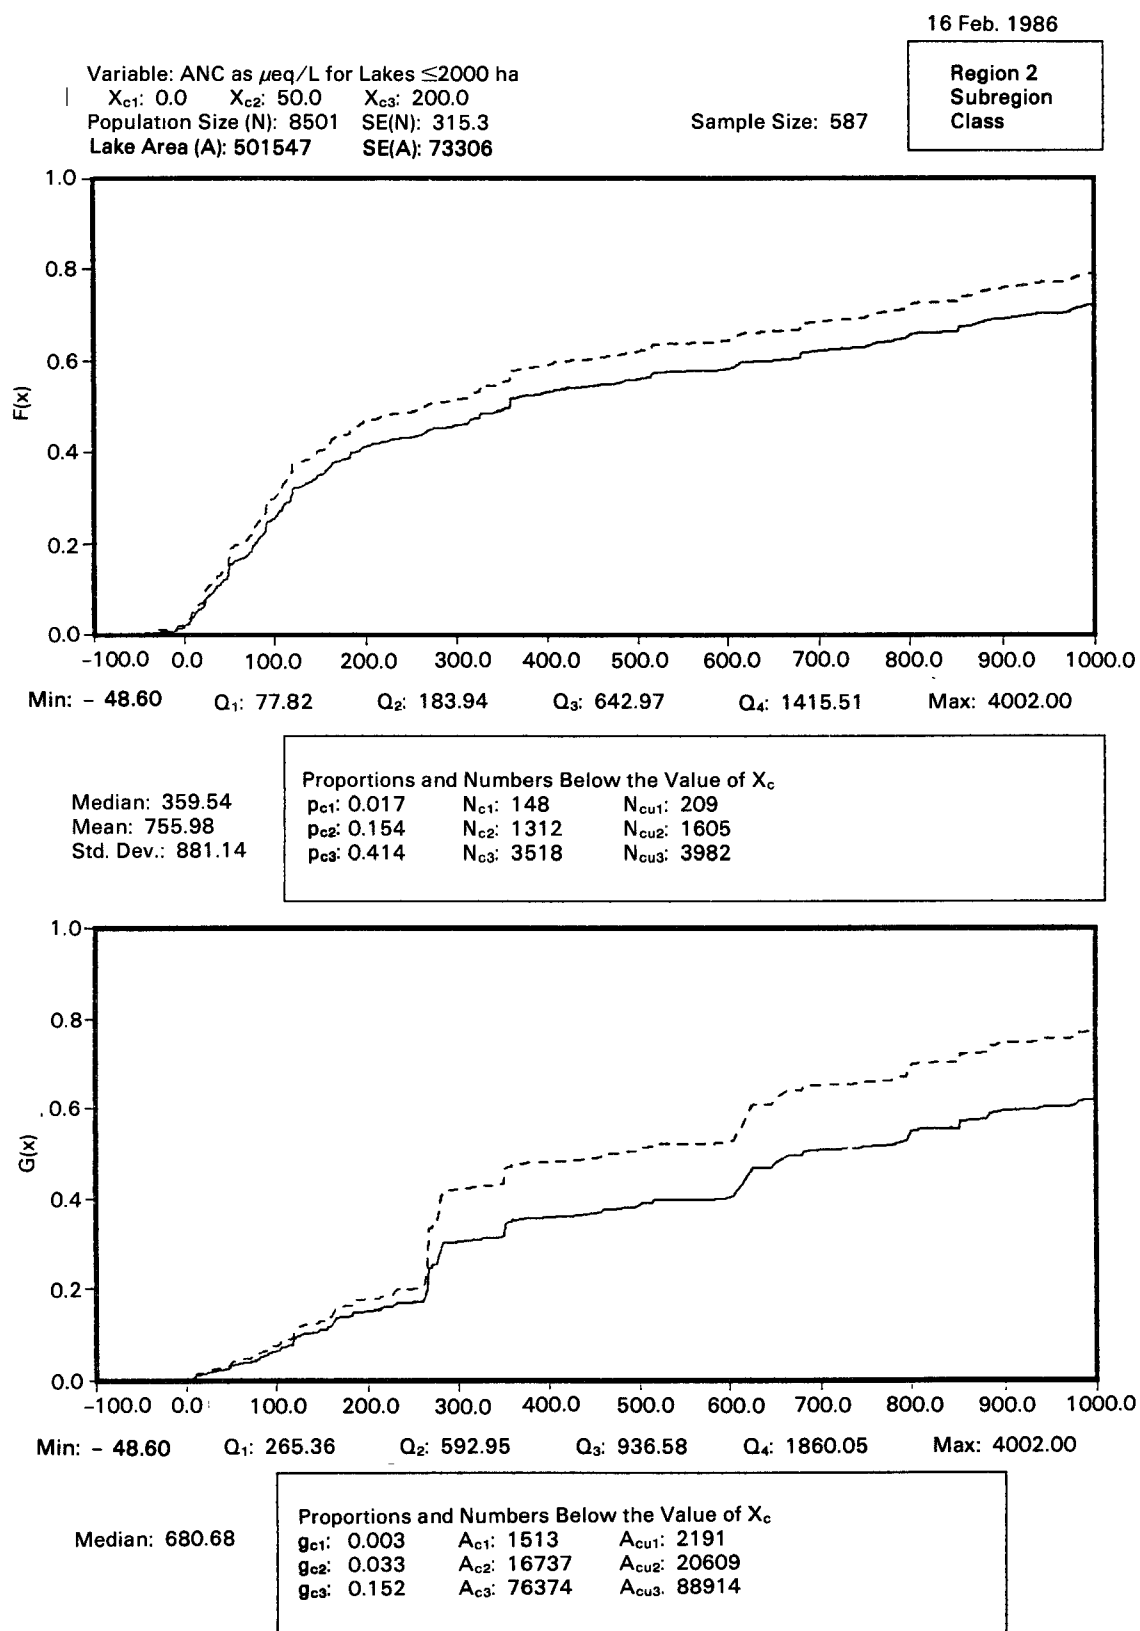 16 Feb. 1986
Variable: ANC as μeq/L for Lakes ≤2000 ha
Xc1: 0.0 Xc2: 50.0 Xc3: 200.0
Population Size (N): 8501 SE(N): 315.3 Sample Size: 587
Lake Area (A): 501547 SE(A): 73306
Region 2
Subregion
Class
1.0
0.8
0.6
0.4
0.2
0.0
F(x)
−100.0 0.0 100.0 200.0 300.0 400.0 500.0 600.0 700.0 800.0 900.0 1000.0
Min: − 48.60 Q1: 77.82 Q2: 183.94 Q3: 642.97 Q4: 1415.51 Max: 4002.00
Median: 359.54
Mean: 755.98
Std. Dev.: 881.14
Proportions and Numbers Below the Value of Xc
pc1: 0.017 Nc1: 148 Ncu1: 209
pc2: 0.154 Nc2: 1312 Ncu2: 1605
pc3: 0.414 Nc3: 3518 Ncu3: 3982
1.0
0.8
0.6
0.4
0.2
0.0
G(x)
−100.0 0.0 100.0 200.0 300.0 400.0 500.0 600.0 700.0 800.0 900.0 1000.0
Min: − 48.60 Q1: 265.36 Q2: 592.95 Q3: 936.58 Q4: 1860.05 Max: 4002.00
Median: 680.68
Proportions and Numbers Below the Value of Xc
gc1: 0.003 Ac1: 1513 Acu1: 2191
gc2: 0.033 Ac2: 16737 Acu2: 20609
gc3: 0.152 Ac3: 76374 Acu3. 88914